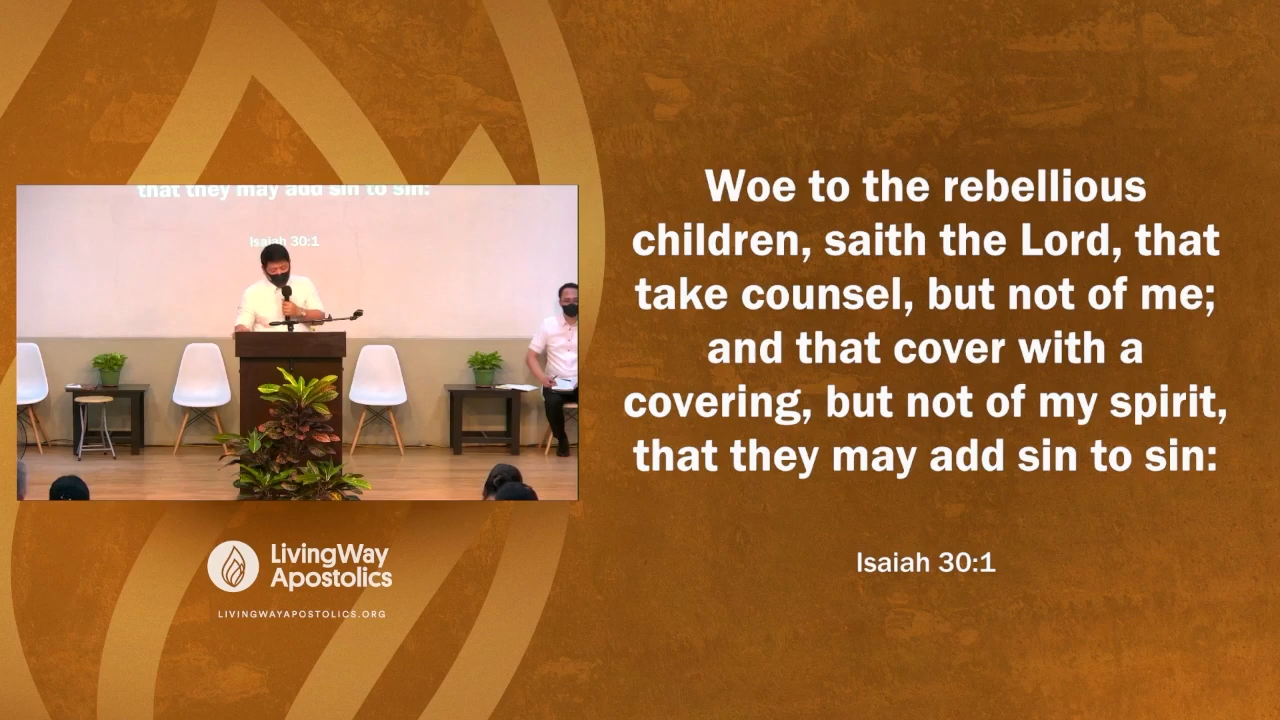 that they may add sin to sin:
Isaiah 30:1
LivingWay
Apostolics
LIVINGWAYAPOSTOLICS.ORG
Woe to the rebellious
children, saith the Lord, that
take counsel, but not of me;
and that cover with a
covering, but not of my spirit,
that they may add sin to sin:
Isaiah 30:1